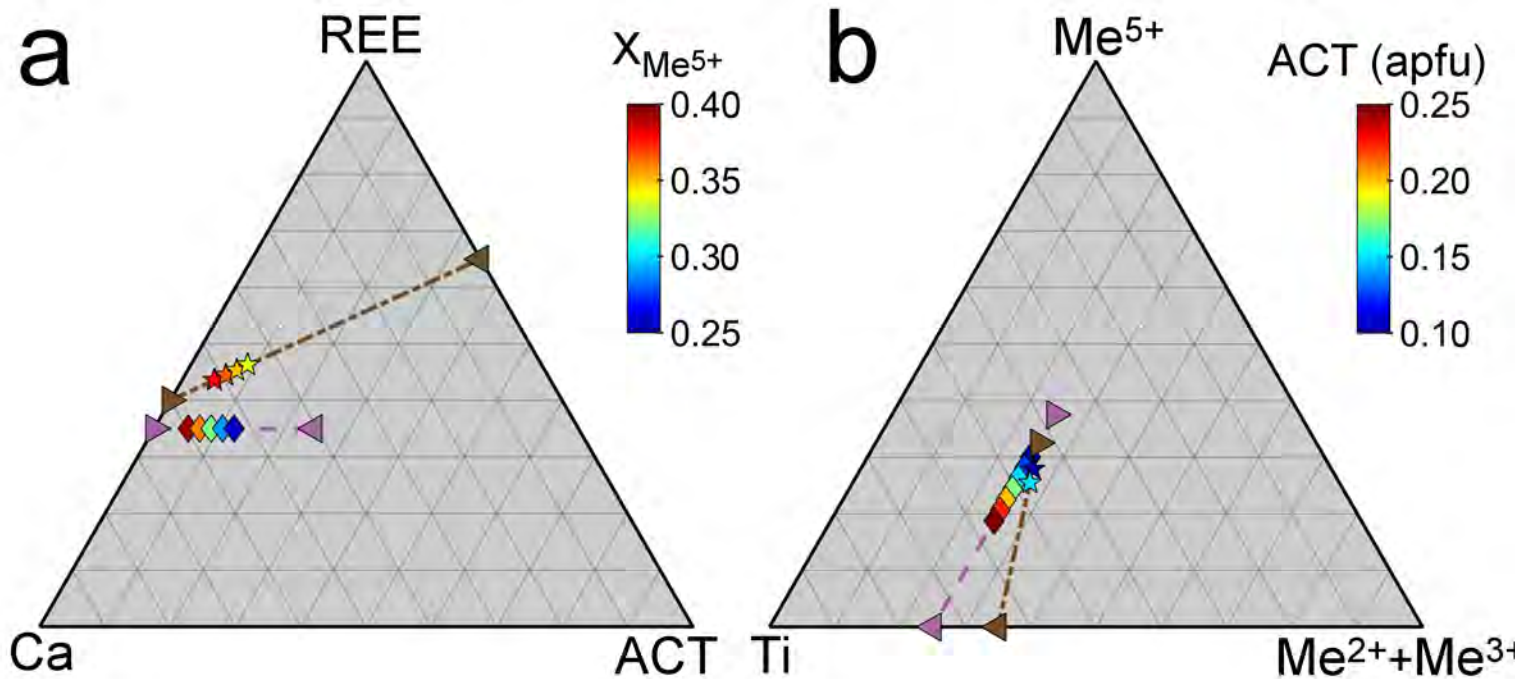 a
REE
X_Me⁵⁺
0.40
0.35
0.30
0.25
Ca
ACT
b
Me⁵⁺
ACT (apfu)
0.25
0.20
0.15
0.10
Ti
Me²⁺+Me³⁺